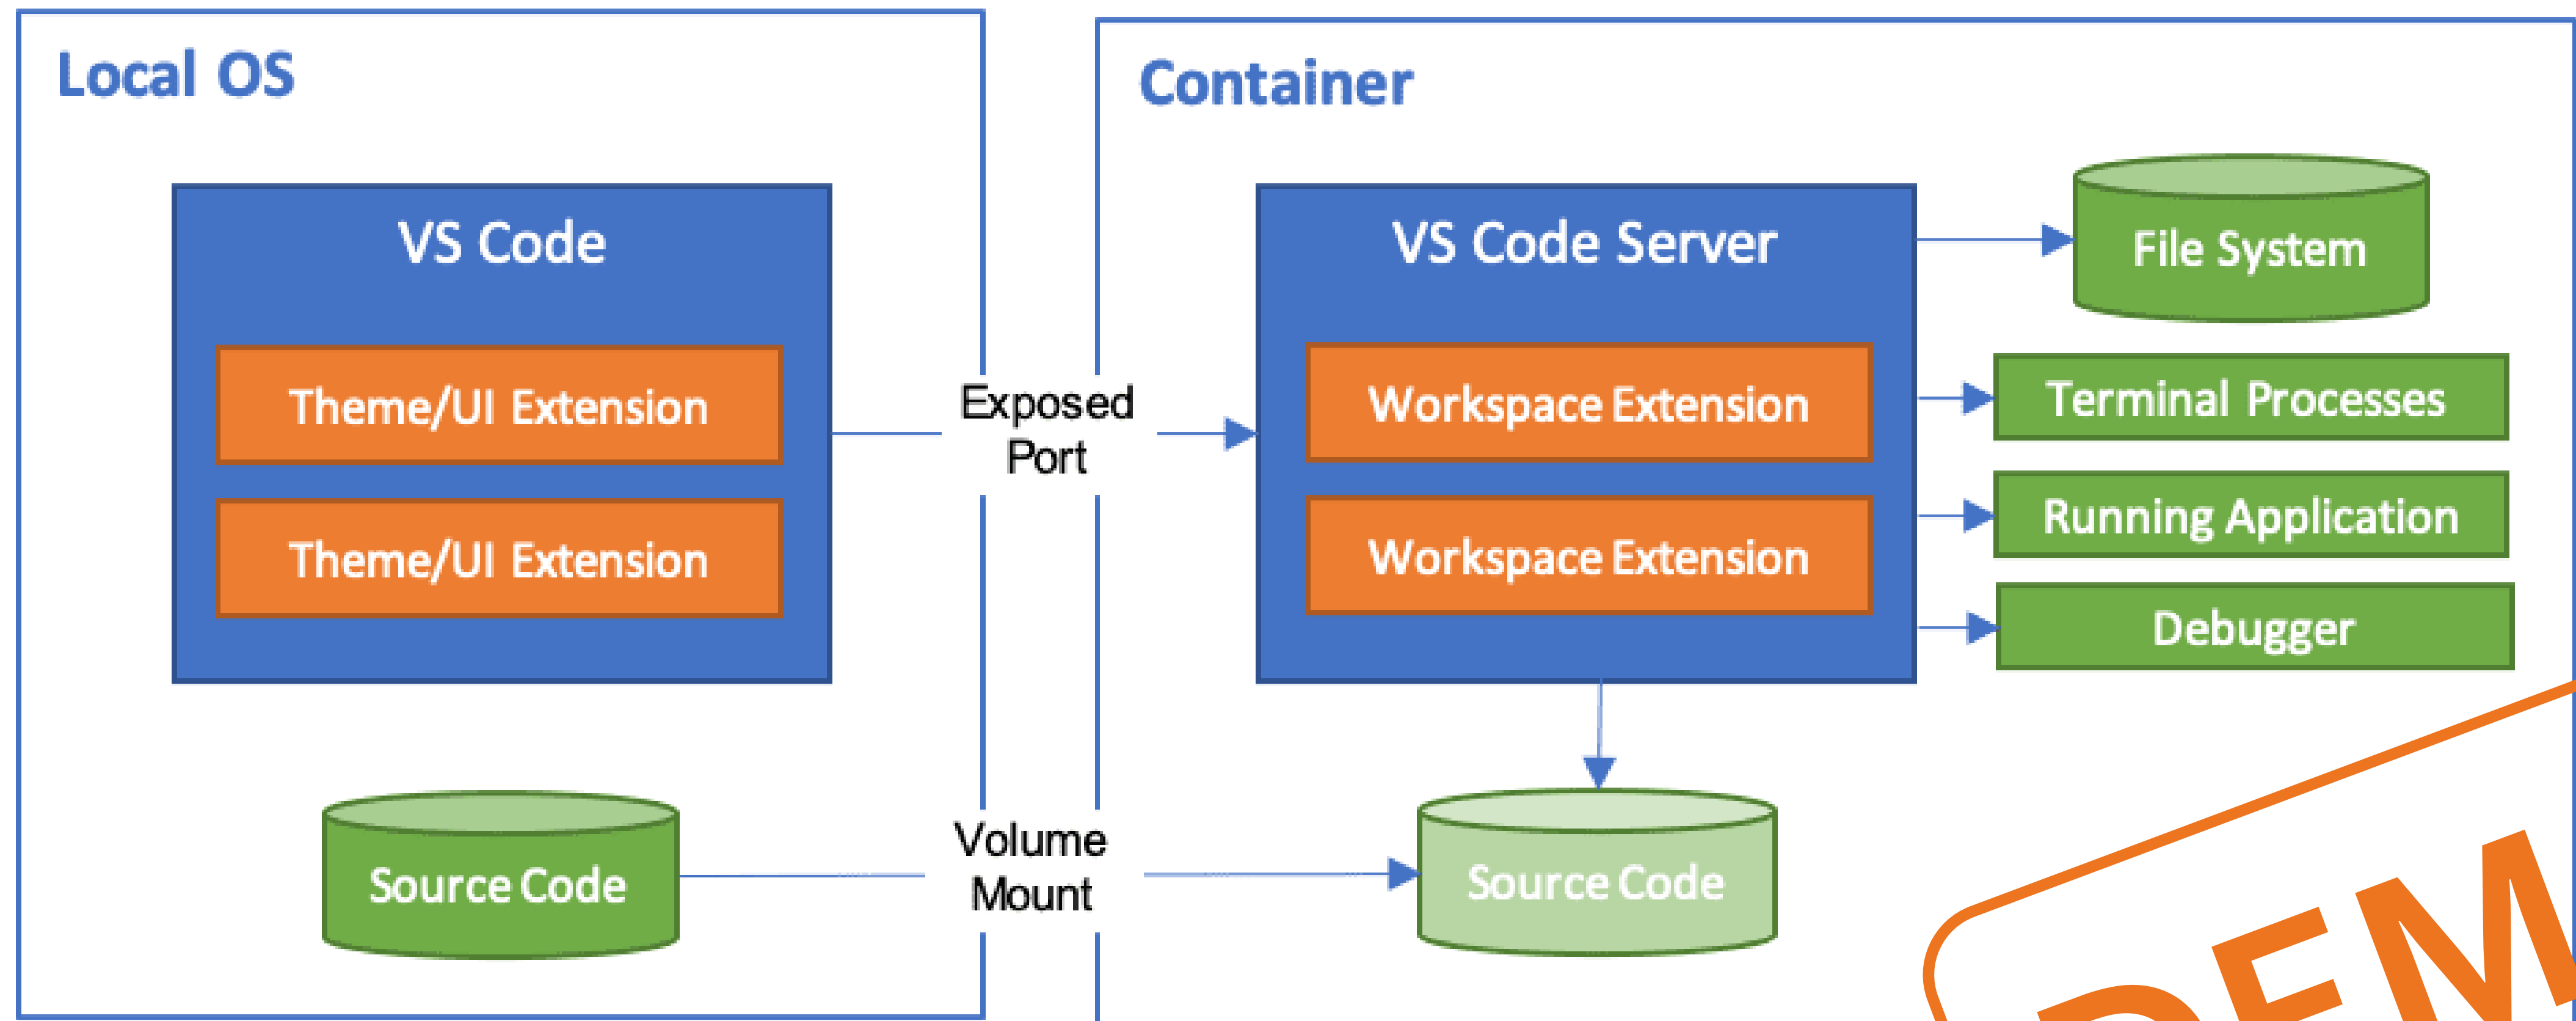 Local OS
VS Code
Theme/UI Extension
Theme/UI Extension
Source Code
Exposed
Port
Volume
Mount
Container
VS Code Server
Workspace Extension
Workspace Extension
File System
Terminal Processes
Running Application
Debugger
Source Code